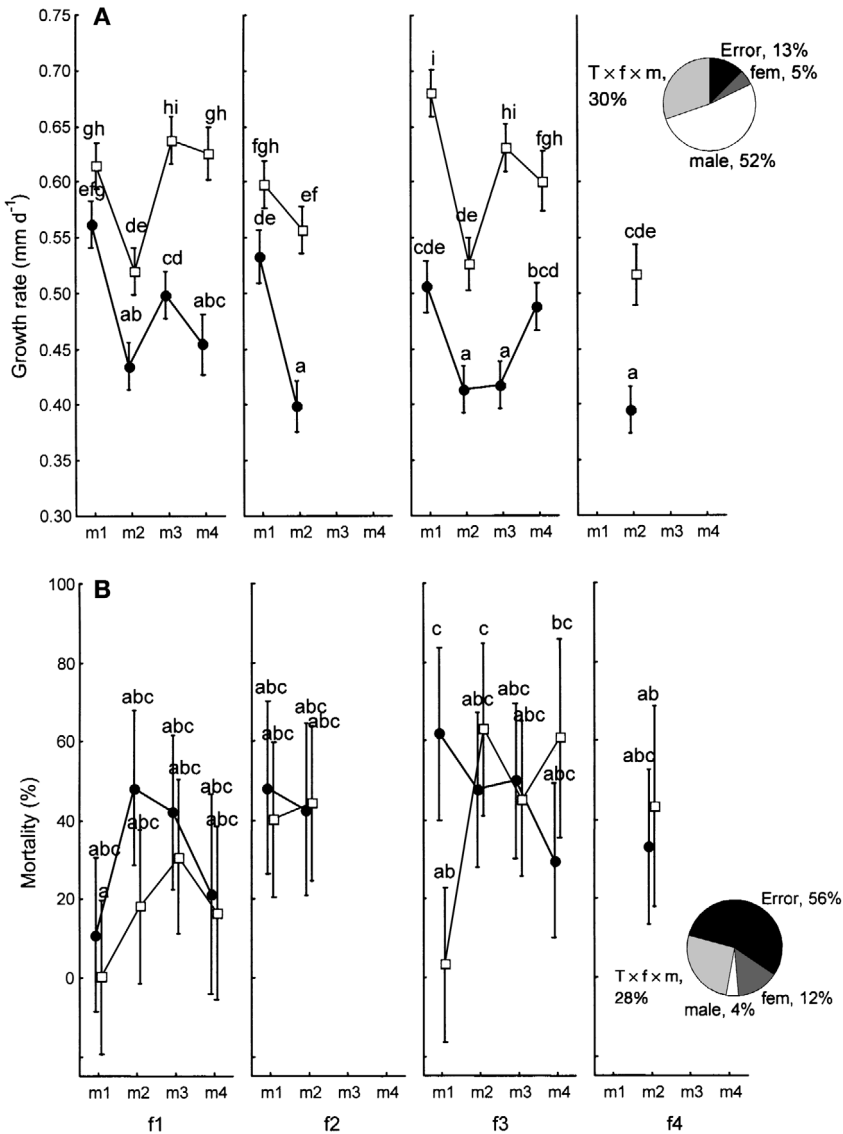 A
Growth rate (mm d⁻¹)
0.75
0.70
0.65
0.60
0.55
0.50
0.45
0.40
0.35
0.30
gh
efg
de
ab
hi
cd
gh
abc
fgh
de
ef
a
i
cde
de
a
hi
a
fgh
bcd
cde
a
Error, 13%
fem, 5%
T × f × m,
30%
male, 52%
m1 m2 m3 m4 m1 m2 m3 m4 m1 m2 m3 m4 m1 m2 m3 m4
B
Mortality (%)
100
80
60
40
20
0
abc
a
abc
abc
abc
abc
abc
abc
abc
abc
abc
abc
c
ab
c
abc
abc
abc
bc
abc
ab
abc
Error, 56%
T × f × m,
28%
male, 4%
fem, 12%
m1 m2 m3 m4 m1 m2 m3 m4 m1 m2 m3 m4 m1 m2 m3 m4
f1 f2 f3 f4